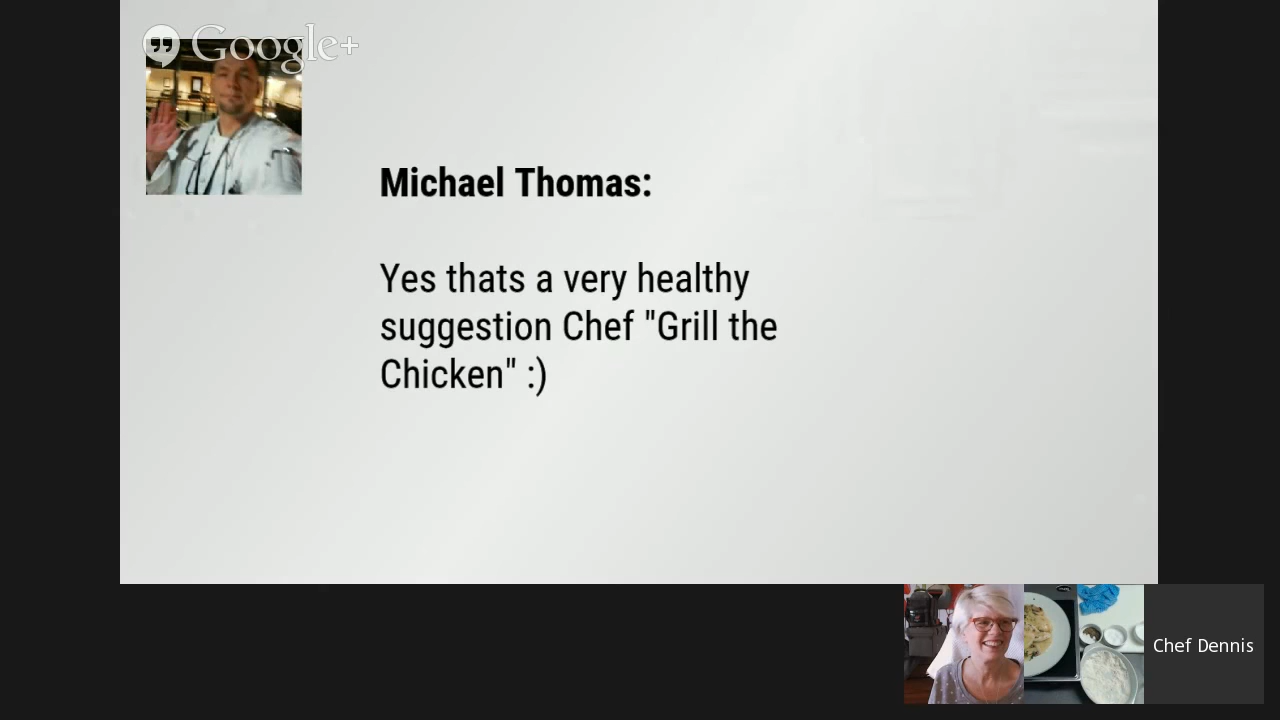 Google+
Michael Thomas:
Yes thats a very healthy
suggestion Chef "Grill the
Chicken" :)
Chef Dennis